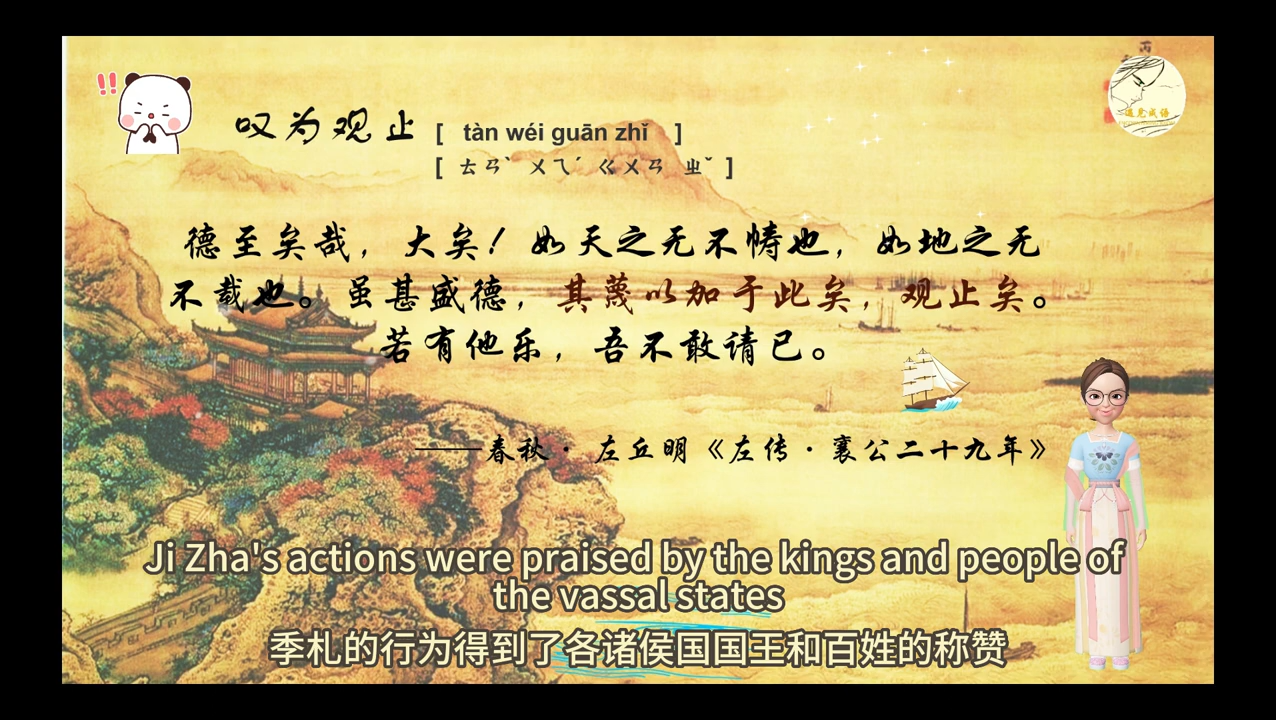 叹为观止 [ tàn wéi guān zhǐ ]
[ ㄊㄢˋ ㄨㄟˊ ㄍㄨㄢ ㄓˇ ]
德至矣哉，大矣！如天之无不帱也，如地之无
不载也。虽甚盛德，其蔑以加于此矣，观止矣。
若有他乐，吾不敢请已。
——春秋·左丘明《左传·襄公二十九年》
Ji Zha's actions were praised by the kings and people of
the vassal states
季札的行为得到了各诸侯国国王和百姓的称赞